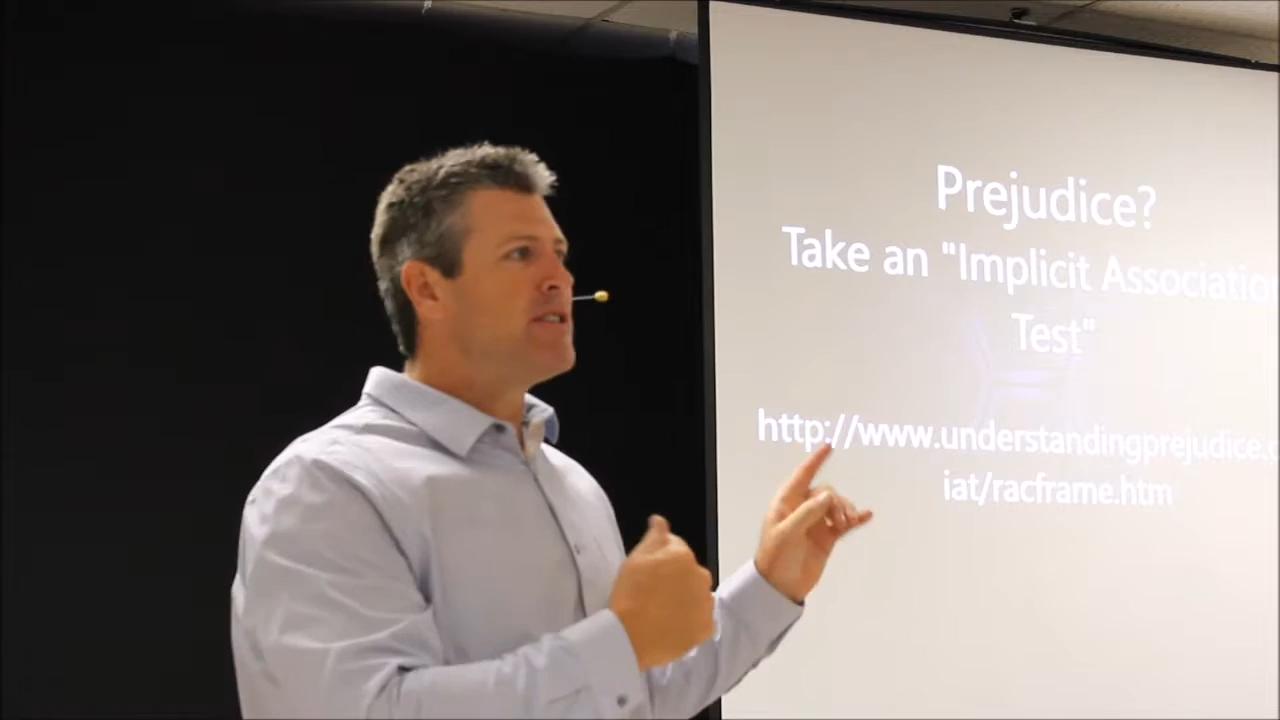 Prejudice?
Take an "Implicit Associatio
Test"
http://www.understandingprejudice.
iat/racframe.htm